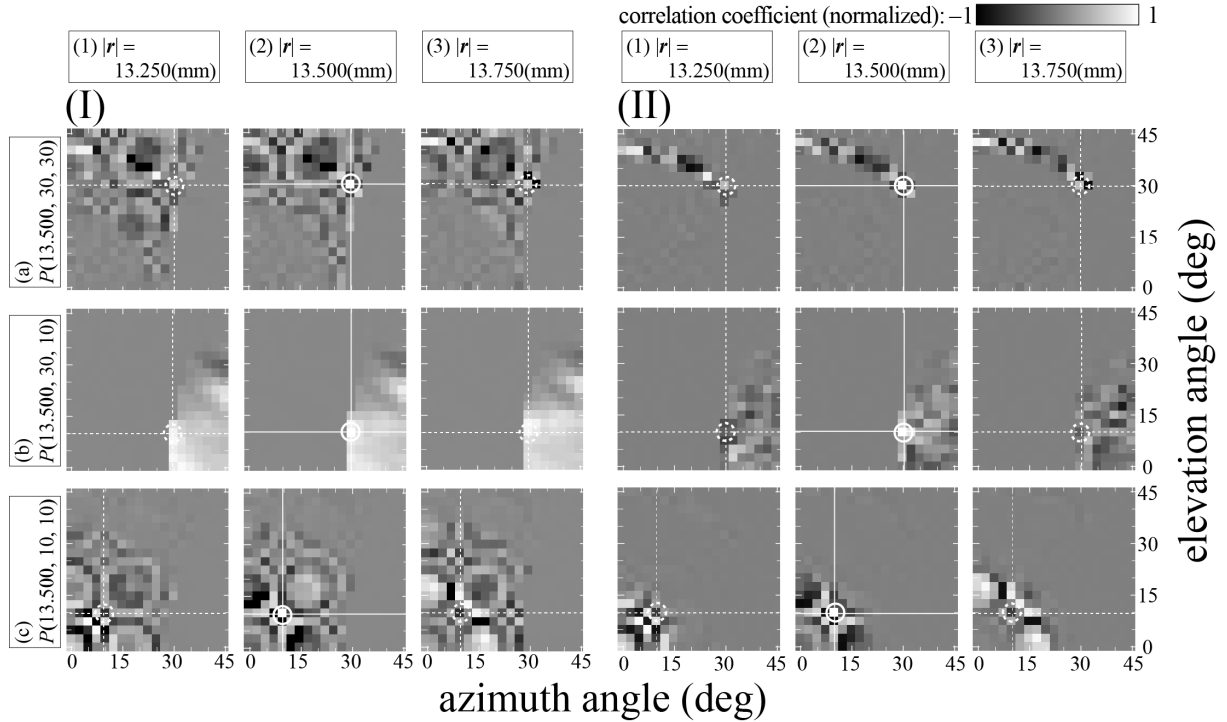 correlation coefficient (normalized): −1 1
(1) |r| =
13.250(mm)
(2) |r| =
13.500(mm)
(3) |r| =
13.750(mm)
(1) |r| =
13.250(mm)
(2) |r| =
13.500(mm)
(3) |r| =
13.750(mm)
(I)
(II)
(a)
P(13.500, 30, 30)
45
30
15
0
(b)
P(13.500, 30, 10)
45
30
15
0
(c)
P(13.500, 10, 10)
45
30
15
0
elevation angle (deg)
0 15 30 45 0 15 30 45 0 15 30 45 0 15 30 45 0 15 30 45 0 15 30 45
azimuth angle (deg)